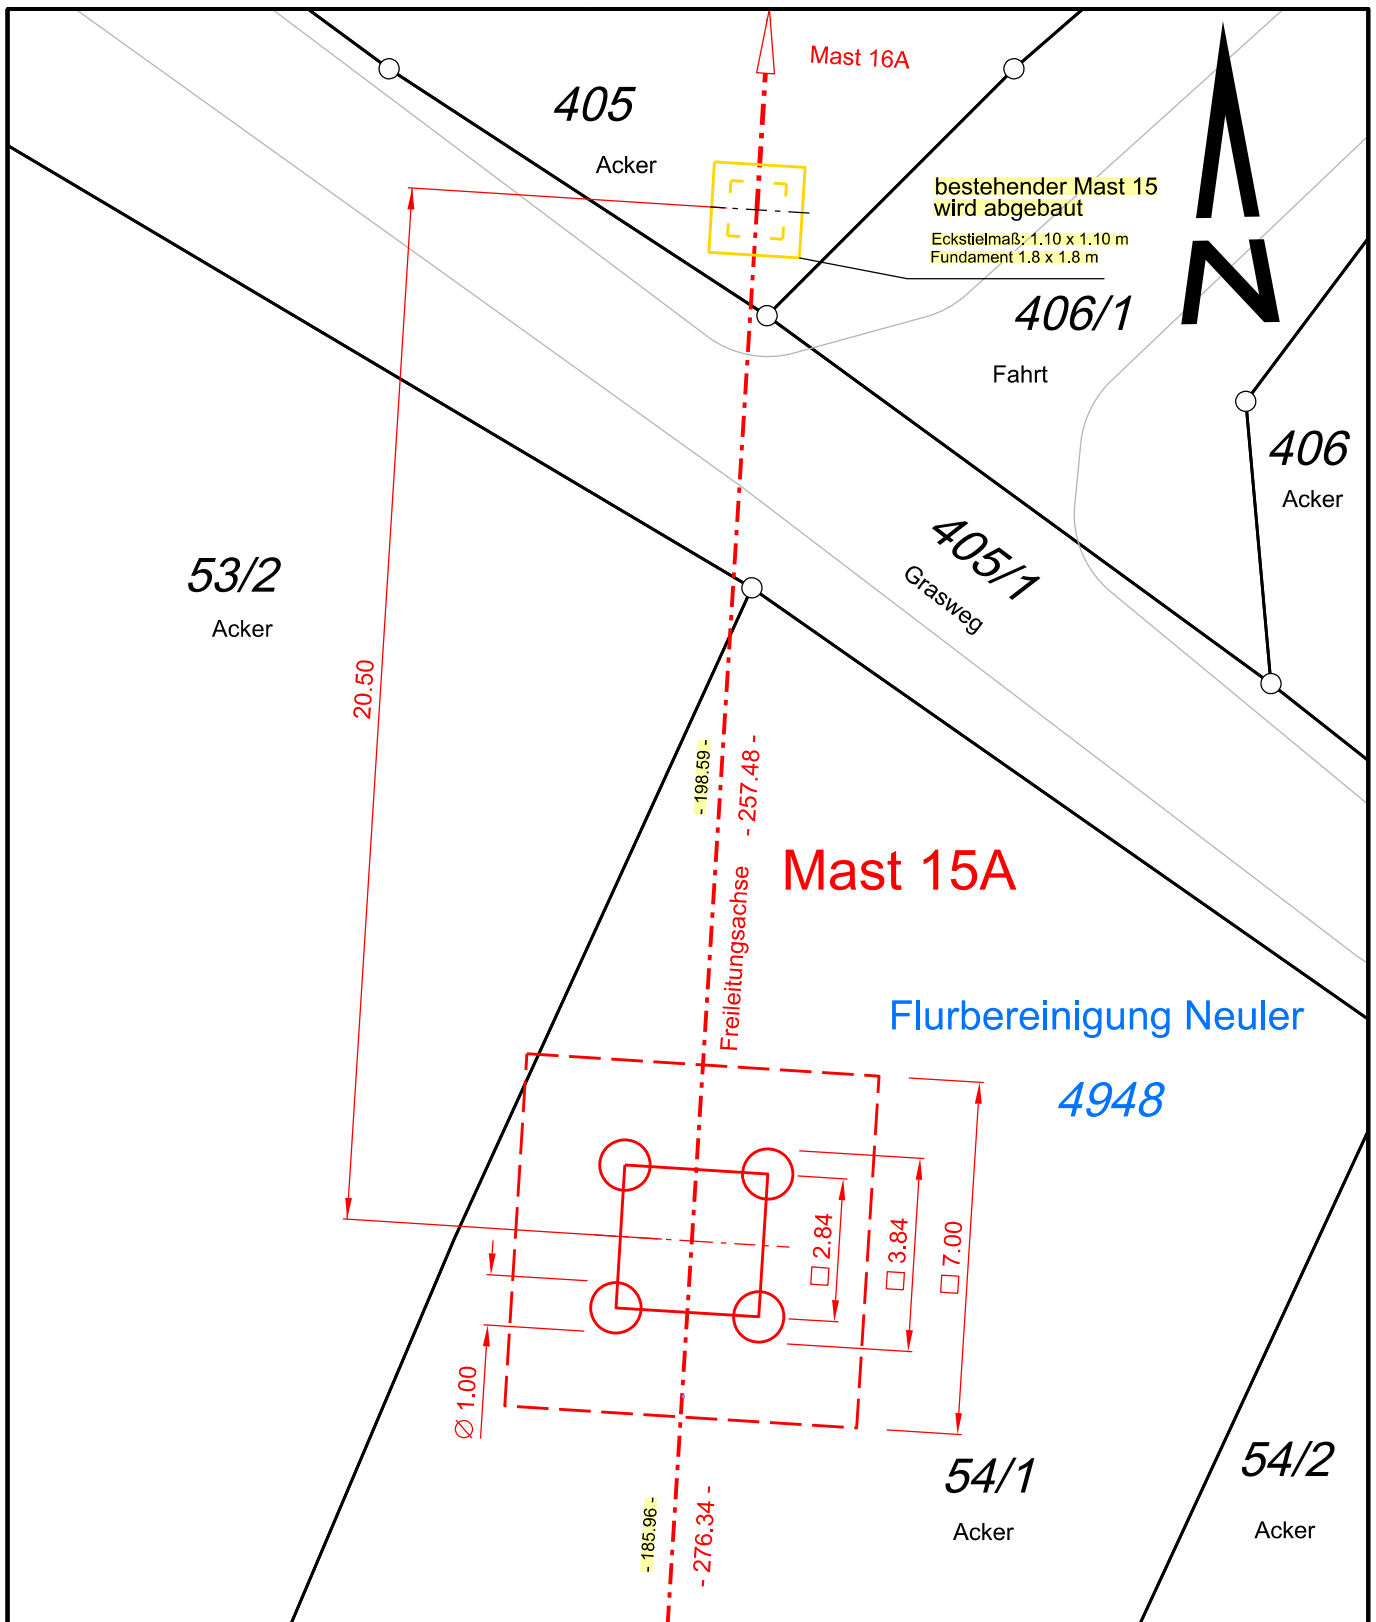 Mast 16A
405
Acker
bestehender Mast 15
wird abgebaut
Eckstielmaß: 1.10 x 1.10 m
Fundament 1.8 x 1.8 m
N
406/1
Fahrt
406
Acker
405/1
Grasweg
53/2
Acker
20.50
- 198.59 -
- 257.48 -
Freileitungsachse
Mast 15A
Flurbereinigung Neuler
4948
□ 2.84
□ 3.84
□ 7.00
∅ 1.00
54/1
Acker
54/2
Acker
- 185.96 -
- 276.34 -